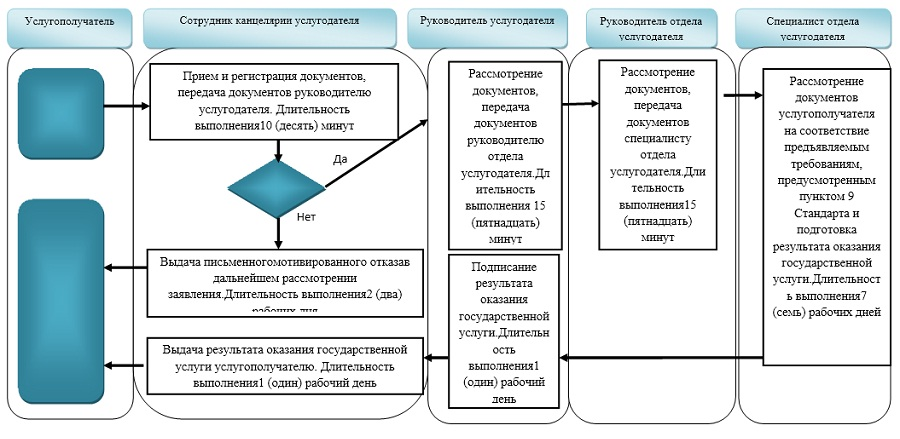 Услугополучатель
Сотрудник канцелярии услугодателя
Руководитель услугодателя
Руководитель отдела
услугодателя
Специалист отдела
услугодателя
Прием и регистрация документов,
передача документов руководителю
услугодателя. Длительность
выполнения10 (десять) минут
Да
Нет
Выдача письменногомотивированного отказав
дальнейшем рассмотрении
заявления.Длительность выполнения2 (два)
рабочих дня
Выдача результата оказания государственной
услуги услугополучателю. Длительность
выполнения1 (один) рабочий день
Рассмотрение
документов,
передача
документов
руководителю
отдела
услугодателя.Дл
ительность
выполнения 15
(пятнадцать)
минут
Подписание
результата
оказания
государственной
услуги.Длительн
ость
выполнения1
(один) рабочий
день
Рассмотрение
документов,
передача
документов
специалисту
отдела
услугодателя.Дли
тельность
выполнения15
(пятнадцать)
минут
Рассмотрение
документов
услугополучателя
на соответствие
предъявляемым
требованиям,
предусмотренным
пунктом 9
Стандарта и
подготовка
результата оказания
государственной
услуги.Длительност
ь выполнения7
(семь) рабочих дней